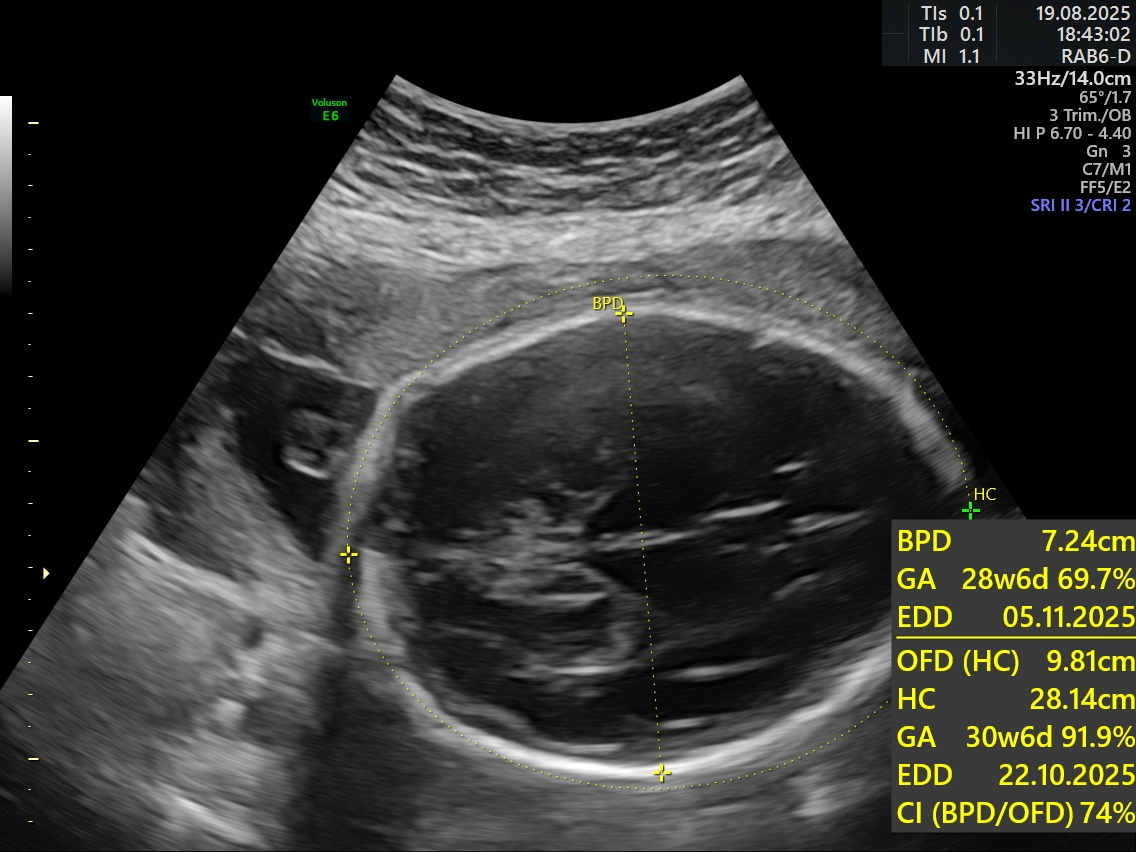 TIs 0.1 19.08.2025
TIb 0.1 18:43:02
MI 1.1 RAB6-D
33Hz/14.0cm
65°/1.7
3 Trim./OB
HI P 6.70 - 4.40
Gn 3
C7/M1
FF5/E2
SRI II 3/CRI 2
Voluson
E6
BPD
HC
BPD 7.24cm
GA 28w6d 69.7%
EDD 05.11.2025
OFD (HC) 9.81cm
HC 28.14cm
GA 30w6d 91.9%
EDD 22.10.2025
CI (BPD/OFD) 74%